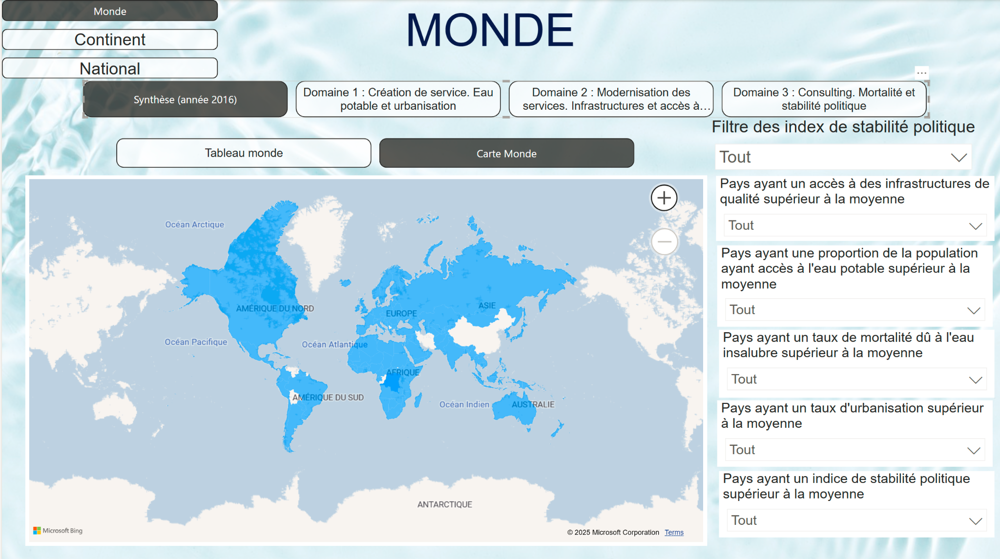 Monde
MONDE
Continent
National
...
Synthèse (année 2016)
Domaine 1 : Création de service. Eau
potable et urbanisation
Domaine 2 : Modernisation des
services. Infrastructures et accès à...
Domaine 3 : Consulting. Mortalité et
stabilité politique
Filtre des index de stabilité politique
Tout
Tableau monde
Carte Monde
Pays ayant un accès à des infrastructures de
qualité supérieur à la moyenne
Tout
Pays ayant une proportion de la population
ayant accès à l'eau potable supérieur à la
moyenne
Tout
Pays ayant un taux de mortalité dû à l'eau
insalubre supérieur à la moyenne
Tout
Pays ayant un taux d'urbanisation supérieur
à la moyenne
Tout
Pays ayant un indice de stabilité politique
supérieur à la moyenne
Tout
Océan Arctique
AMÉRIQUE DU NORD
EUROPE
ASIE
Océan Pacifique
Océan Atlantique
AFRIQUE
AMÉRIQUE DU SUD
Océan Indien
AUSTRALIE
ANTARCTIQUE
Microsoft Bing
© 2025 Microsoft Corporation Terms